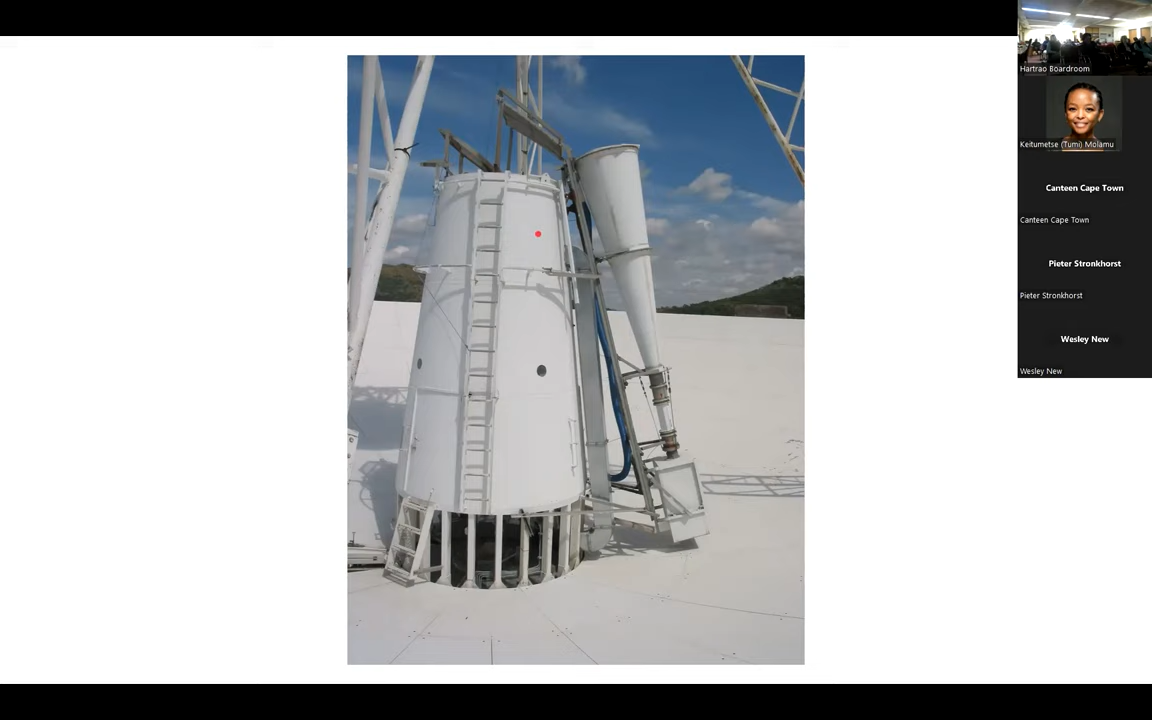 Hartrao Boardroom
Keitumetse (Tumi) Molamu
Canteen Cape Town
Canteen Cape Town
Pieter Stronkhorst
Pieter Stronkhorst
Wesley New
Wesley New